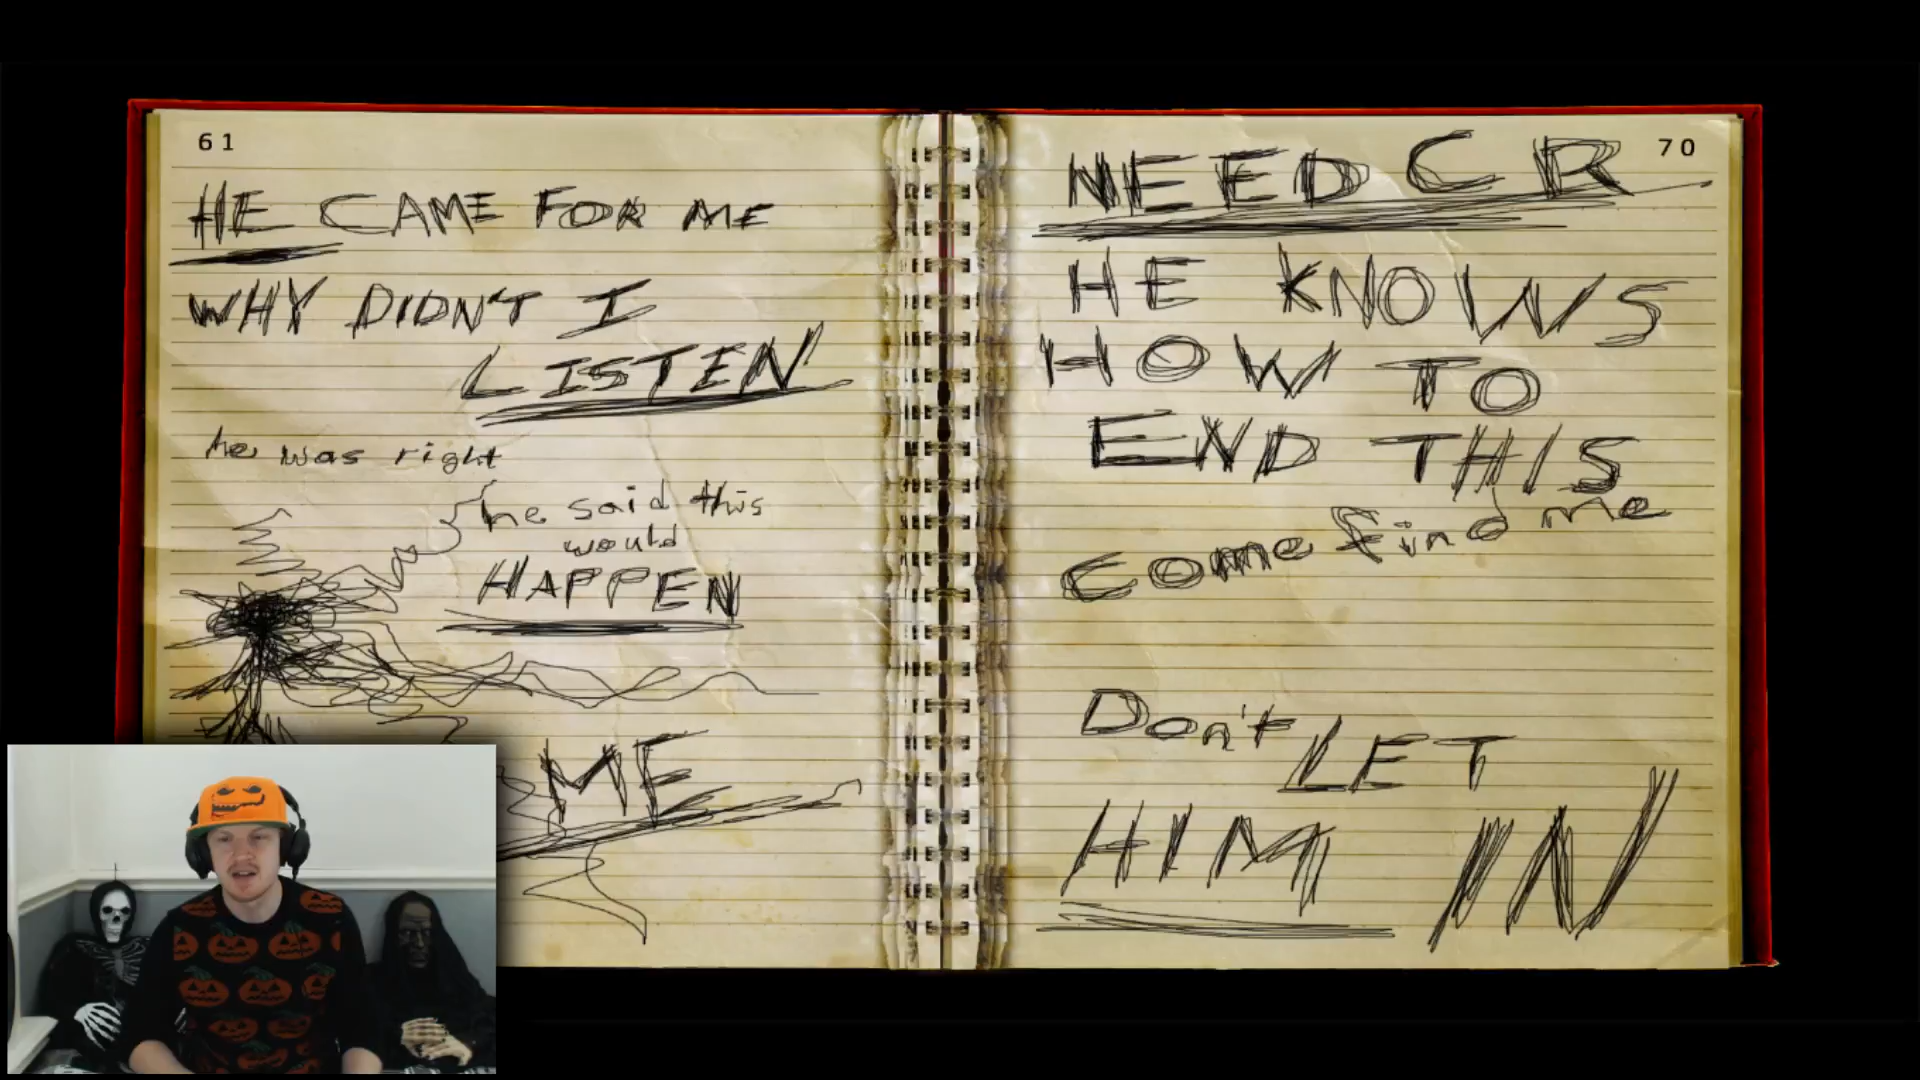 61
HE CAME FOR ME
WHY DIDN'T I
LISTEN
he was right
he said this
would
HAPPEN
ME
70
NEED CR
HE KNOWS
HOW TO
END THIS
come find me
Don't LET
HIM IN